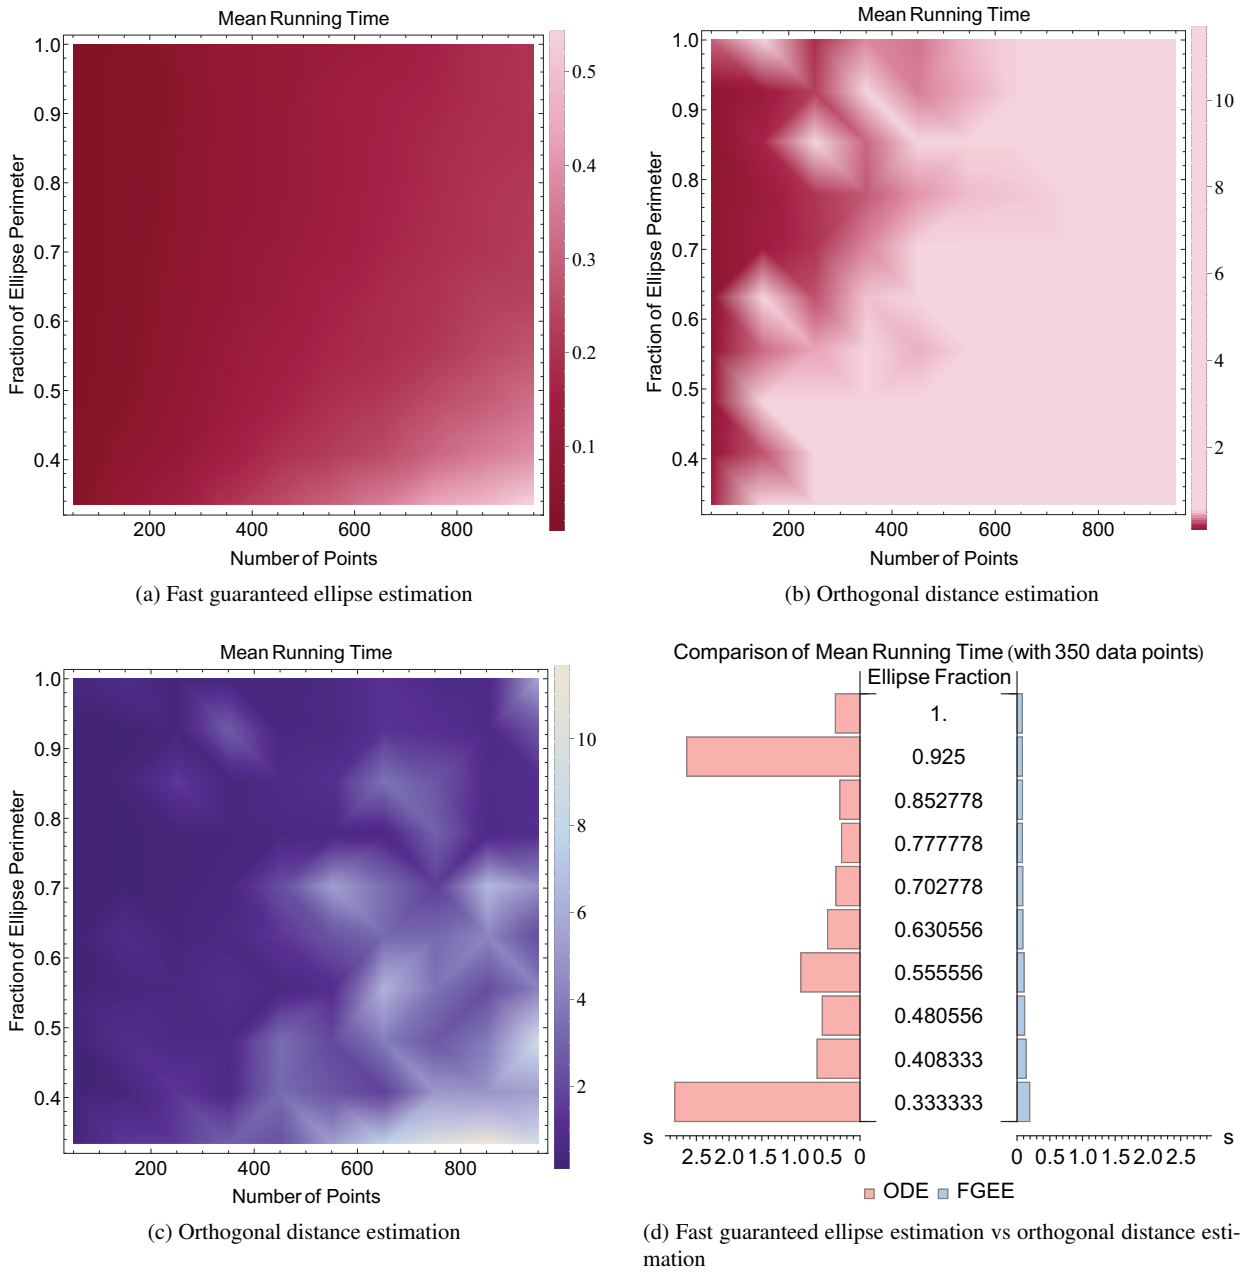 Mean Running Time
Fraction of Ellipse Perimeter
1.0
0.9
0.8
0.7
0.6
0.5
0.4
200 400 600 800
Number of Points
0.5
0.4
0.3
0.2
0.1
(a) Fast guaranteed ellipse estimation
Mean Running Time
Fraction of Ellipse Perimeter
1.0
0.9
0.8
0.7
0.6
0.5
0.4
200 400 600 800
Number of Points
10
8
6
4
2
(b) Orthogonal distance estimation
Mean Running Time
Fraction of Ellipse Perimeter
1.0
0.9
0.8
0.7
0.6
0.5
0.4
200 400 600 800
Number of Points
10
8
6
4
2
(c) Orthogonal distance estimation
Comparison of Mean Running Time (with 350 data points)
Ellipse Fraction
1.
0.925
0.852778
0.777778
0.702778
0.630556
0.555556
0.480556
0.408333
0.333333
s 2.5 2.0 1.5 1.0 0.5 0 0 0.5 1.0 1.5 2.0 2.5 s
ODE FGEE
(d) Fast guaranteed ellipse estimation vs orthogonal distance esti-
mation